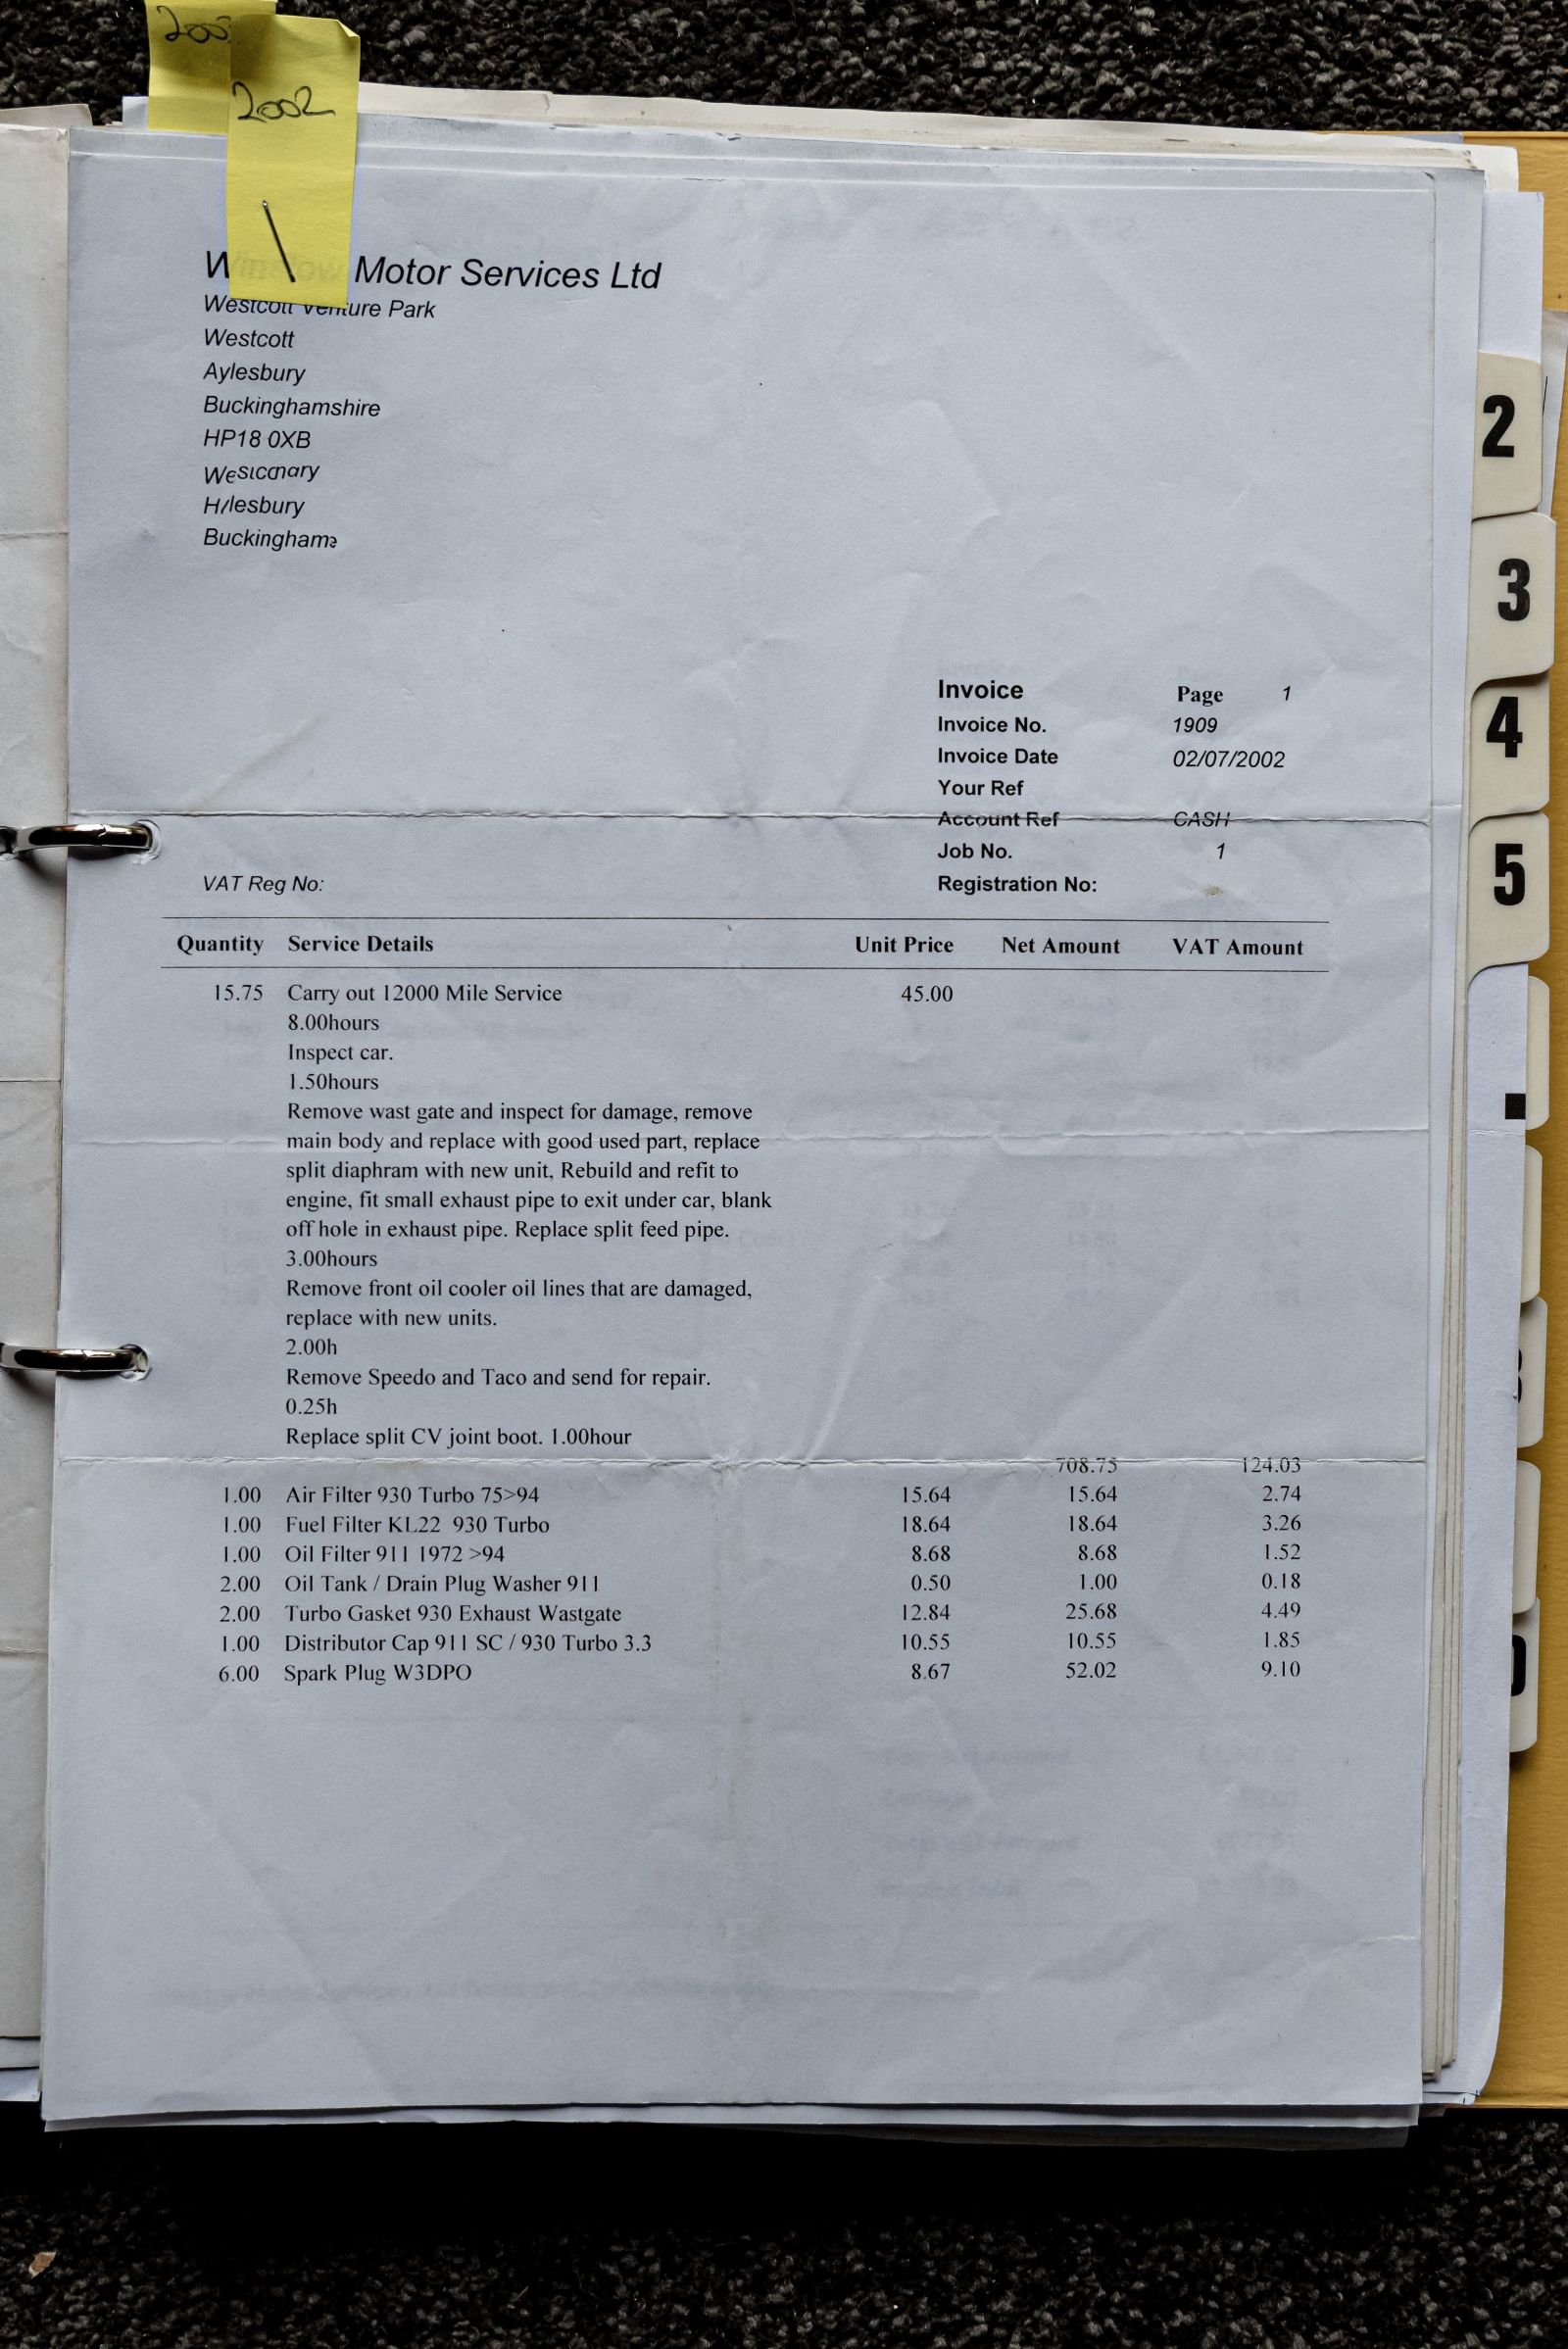 200
2002
Motor Services Ltd
Westcott Venture Park
Westcott
Aylesbury
Buckinghamshire
HP18 0XB
H/lesbury
Buckingham
Invoice Page 1
Invoice No. 1909
Invoice Date 02/07/2002
Your Ref
Account Ref CASH
Job No. 1
VAT Reg No: Registration No:
Quantity Service Details Unit Price Net Amount VAT Amount
15.75 Carry out 12000 Mile Service 45.00
8.00hours
Inspect car.
1.50hours
Remove wast gate and inspect for damage, remove
main body and replace with good used part, replace
split diaphram with new unit, Rebuild and refit to
engine, fit small exhaust pipe to exit under car, blank
off hole in exhaust pipe. Replace split feed pipe.
3.00hours
Remove front oil cooler oil lines that are damaged,
replace with new units.
2.00h
Remove Speedo and Taco and send for repair.
0.25h
Replace split CV joint boot. 1.00hour
708.75 124.03
1.00 Air Filter 930 Turbo 75>94 15.64 15.64 2.74
1.00 Fuel Filter KL22 930 Turbo 18.64 18.64 3.26
1.00 Oil Filter 911 1972 >94 8.68 8.68 1.52
2.00 Oil Tank / Drain Plug Washer 911 0.50 1.00 0.18
2.00 Turbo Gasket 930 Exhaust Wastgate 12.84 25.68 4.49
1.00 Distributor Cap 911 SC / 930 Turbo 3.3 10.55 10.55 1.85
6.00 Spark Plug W3DPO 8.67 52.02 9.10
2
3
4
5